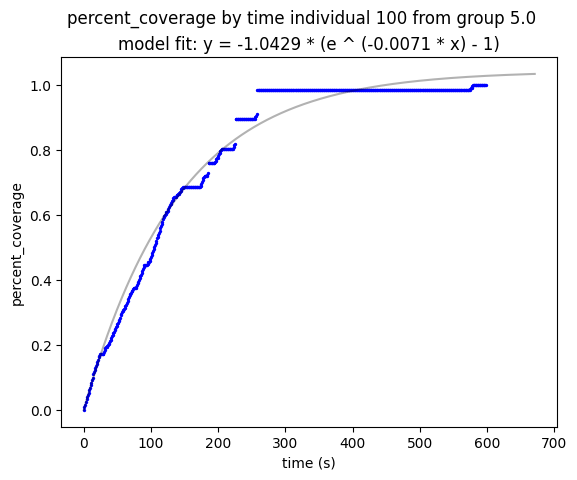 percent_coverage by time individual 100 from group 5.0
model fit: y = -1.0429 * (e ^ (-0.0071 * x) - 1)
1.0
0.8
0.6
0.4
0.2
0.0
percent_coverage
0 100 200 300 400 500 600 700
time (s)